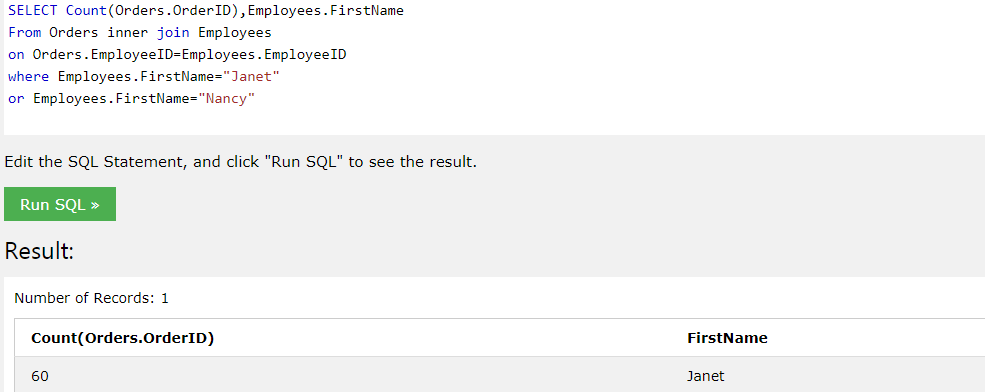 SELECT Count(Orders.OrderID),Employees.FirstName
From Orders inner join Employees
on Orders.EmployeeID=Employees.EmployeeID
where Employees.FirstName="Janet"
or Employees.FirstName="Nancy"
Edit the SQL Statement, and click "Run SQL" to see the result.
Run SQL »
Result:
Number of Records: 1
Count(Orders.OrderID) FirstName
60 Janet